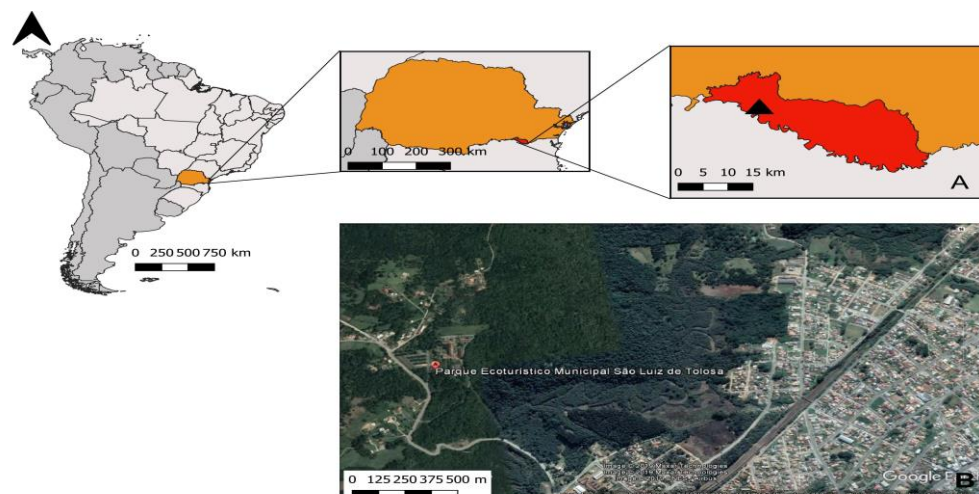 0 250 500 750 km
0 100 200 300 km
0 5 10 15 km
A
Parque Ecoturístico Municipal São Luiz de Tolosa
0 125 250 375 500 m
Google E
B